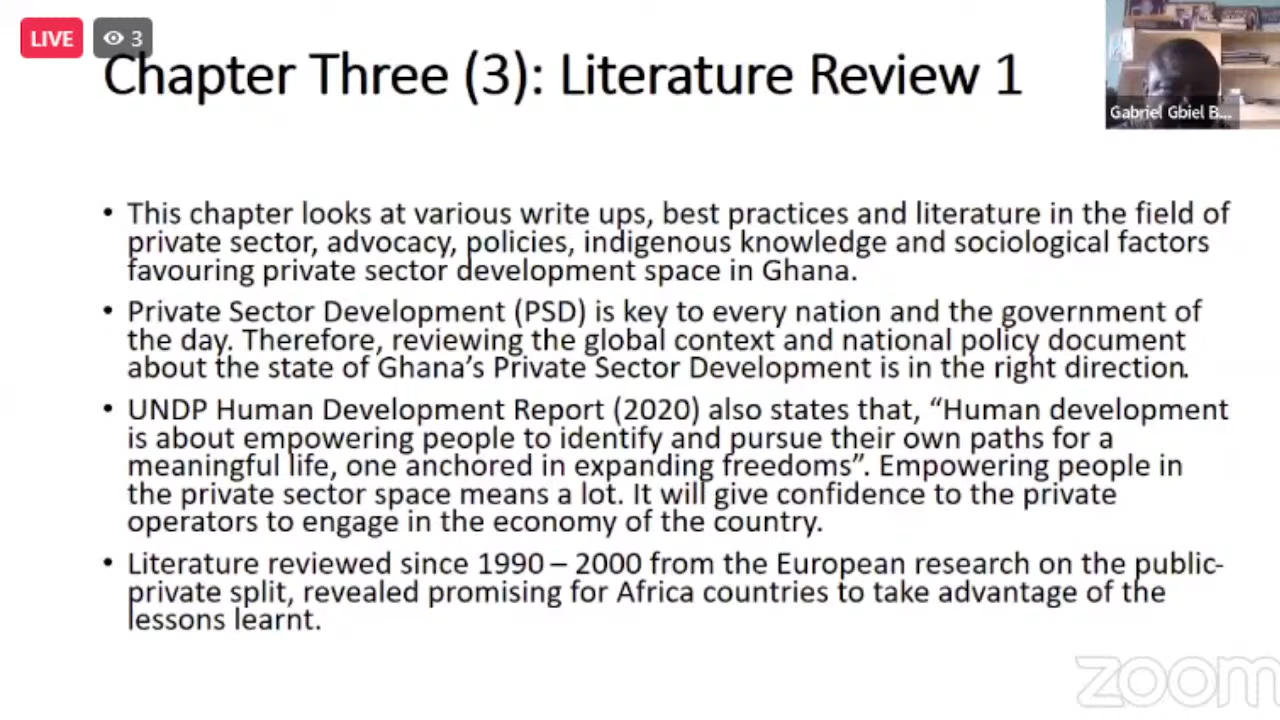 LIVE
3
Chapter Three (3): Literature Review 1
Gabriel Gbiel B...
• This chapter looks at various write ups, best practices and literature in the field of
private sector, advocacy, policies, indigenous knowledge and sociological factors
favouring private sector development space in Ghana.
• Private Sector Development (PSD) is key to every nation and the government of
the day. Therefore, reviewing the global context and national policy document
about the state of Ghana’s Private Sector Development is in the right direction.
• UNDP Human Development Report (2020) also states that, “Human development
is about empowering people to identify and pursue their own paths for a
meaningful life, one anchored in expanding freedoms”. Empowering people in
the private sector space means a lot. It will give confidence to the private
operators to engage in the economy of the country.
• Literature reviewed since 1990 – 2000 from the European research on the public-
private split, revealed promising for Africa countries to take advantage of the
lessons learnt.
zoom